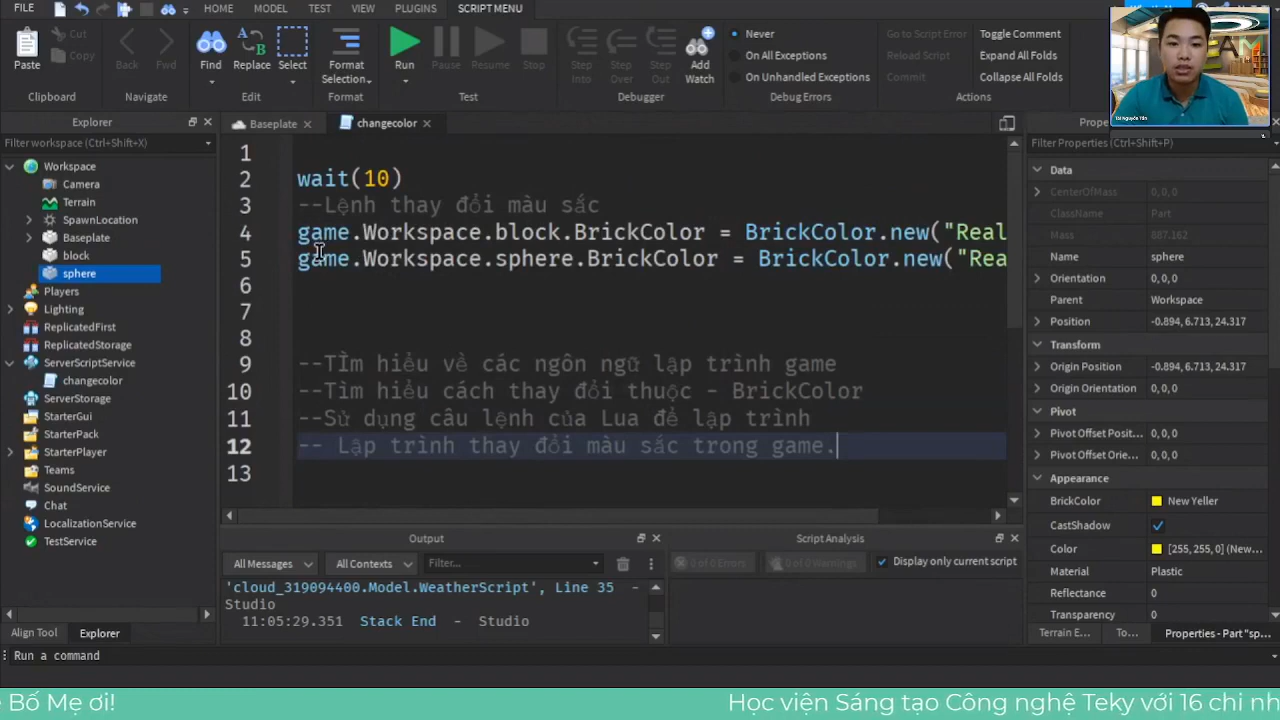 FILE
HOME
MODEL
TEST
VIEW
PLUGINS
SCRIPT MENU
Paste
Cut
Copy
Clipboard
Back
Fwd
Navigate
Find
Replace
Select
Edit
Format
Selection
Format
Run
Pause
Resume
Stop
Test
Step
Into
Step
Over
Step
Out
Add
Watch
Debugger
Never
On All Exceptions
On Unhandled Exceptions
Debug Errors
Go to Script Error
Reload Script
Commit
Toggle Comment
Expand All Folds
Collapse All Folds
Actions
Explorer
Filter workspace (Ctrl+Shift+X)
Workspace
Camera
Terrain
SpawnLocation
Baseplate
block
sphere
Players
Lighting
ReplicatedFirst
ReplicatedStorage
ServerScriptService
changecolor
ServerStorage
StarterGui
StarterPack
StarterPlayer
Teams
SoundService
Chat
LocalizationService
TestService
Align Tool
Explorer
Baseplate
changecolor
1
2 wait(10)
3 --Lệnh thay đổi màu sắc
4 game.Workspace.block.BrickColor = BrickColor.new("Real
5 game.Workspace.sphere.BrickColor = BrickColor.new("Rea
6
7
8
9 --TÌm hiểu về các ngôn ngữ lập trình game
10 --Tìm hiểu cách thay đổi thuộc - BrickColor
11 --Sử dụng câu lệnh của Lua để lập trình
12 -- Lập trình thay đổi màu sắc trong game.
13
Output
All Messages
All Contexts
Filter...
'cloud_319094400.Model.WeatherScript', Line 35 -
Studio
11:05:29.351 Stack End - Studio
Script Analysis
0 of 0 Errors
0 of 0 Warnings
Display only current script
Filter Properties (Ctrl+Shift+P)
Data
CenterOfMass 0, 0, 0
ClassName Part
Mass 887.162
Name sphere
Orientation 0, 0, 0
Parent Workspace
Position -0.894, 6.713, 24.317
Transform
Origin Position -0.894, 6.713, 24.317
Origin Orientation 0, 0, 0
Pivot
Pivot Offset Posit... 0, 0, 0
Pivot Offset Orie... 0, 0, 0
Appearance
BrickColor New Yeller
CastShadow
Color [255, 255, 0] (New...
Material Plastic
Reflectance 0
Transparency 0
Terrain E...
To...
Properties - Part "sp...
Run a command
Bố Mẹ ơi!
Học viện Sáng tạo Công nghệ Teky với 16 chi nh